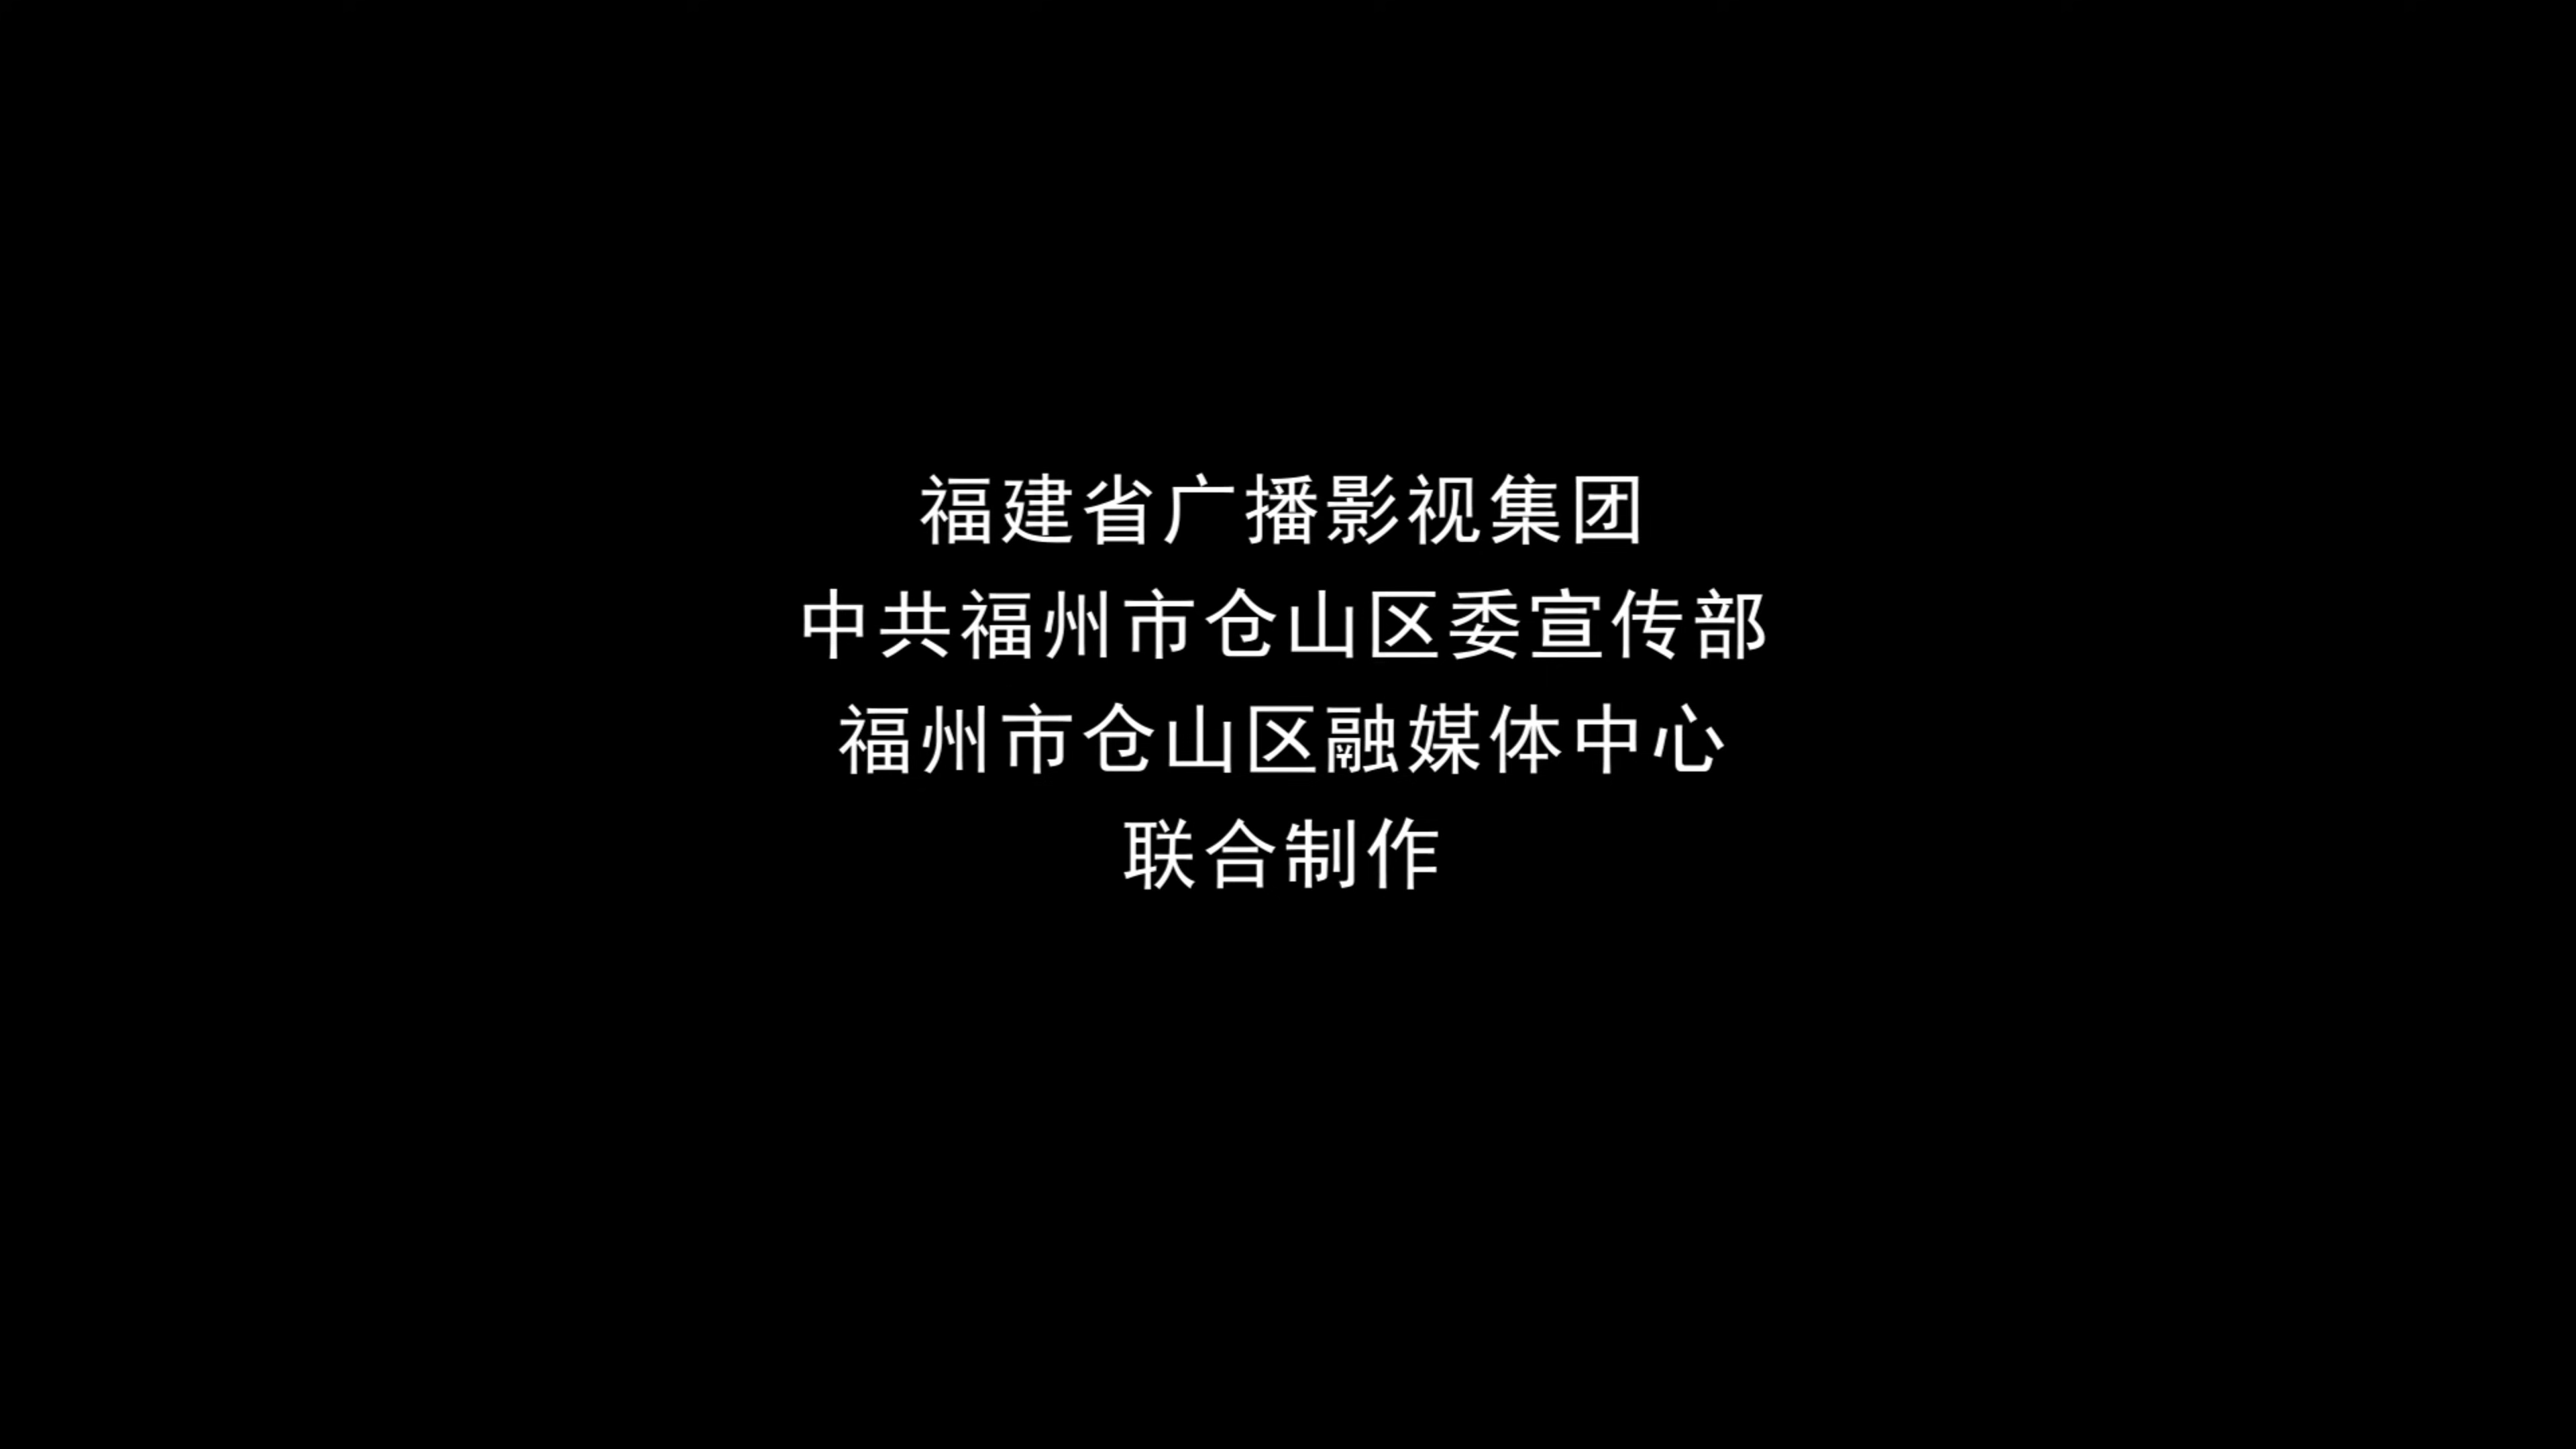 福建省广播影视集团
中共福州市仓山区委宣传部
福州市仓山区融媒体中心
联合制作